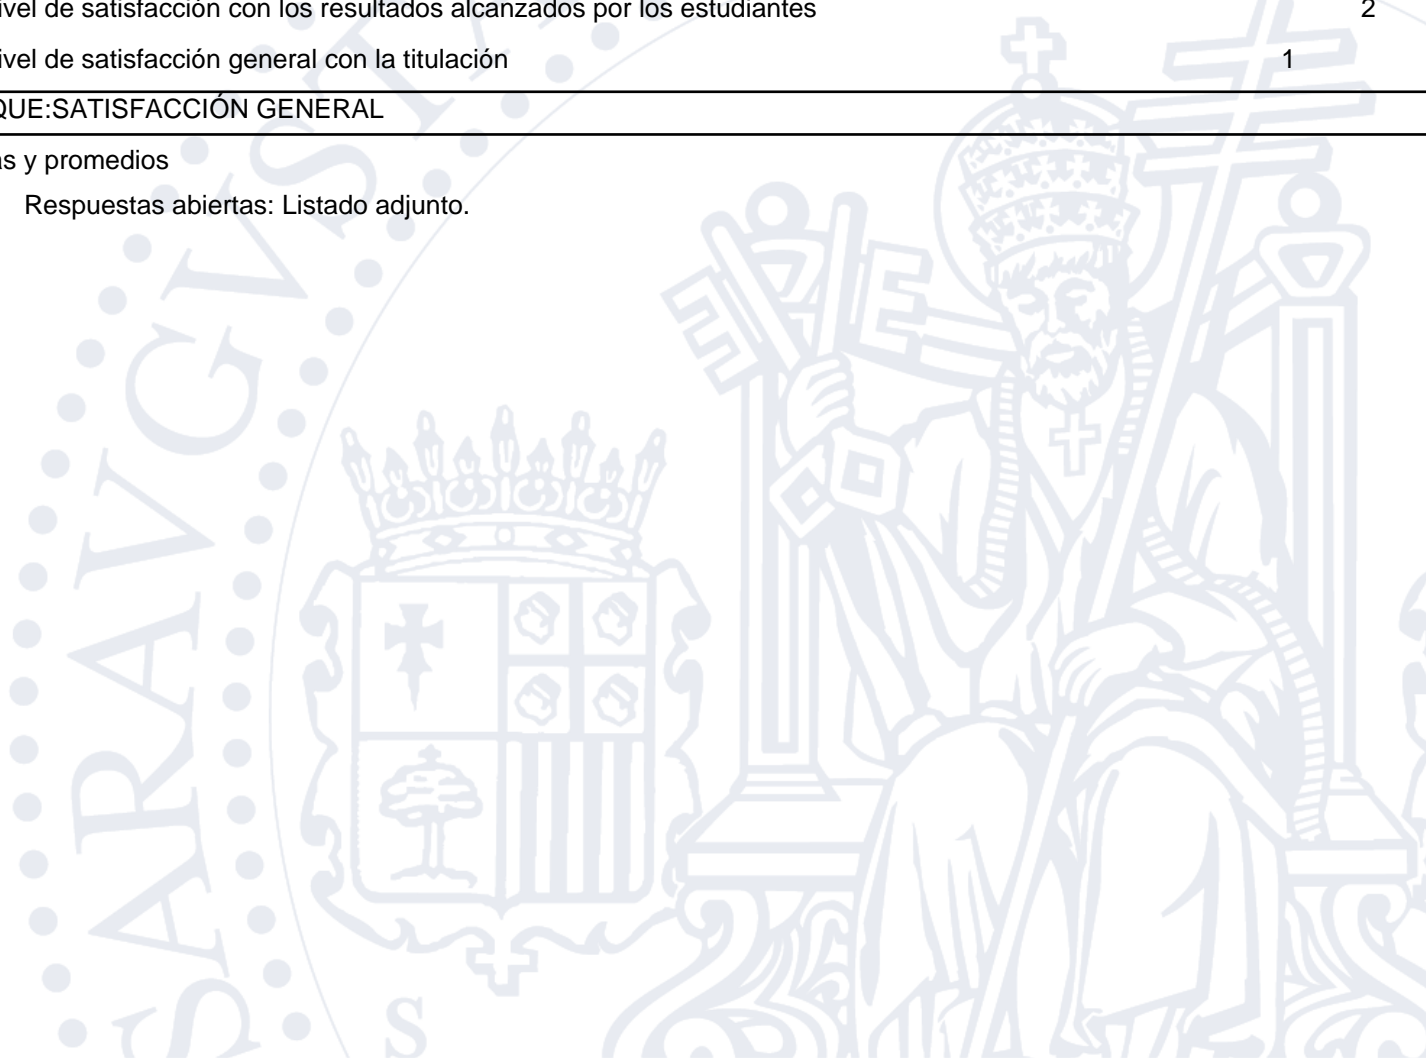 ivel de satisfacción con los resultados alcanzados por los estudiantes 2
ivel de satisfacción general con la titulación 1
QUE:SATISFACCIÓN GENERAL
as y promedios
Respuestas abiertas: Listado adjunto.
SARAVGVST
S